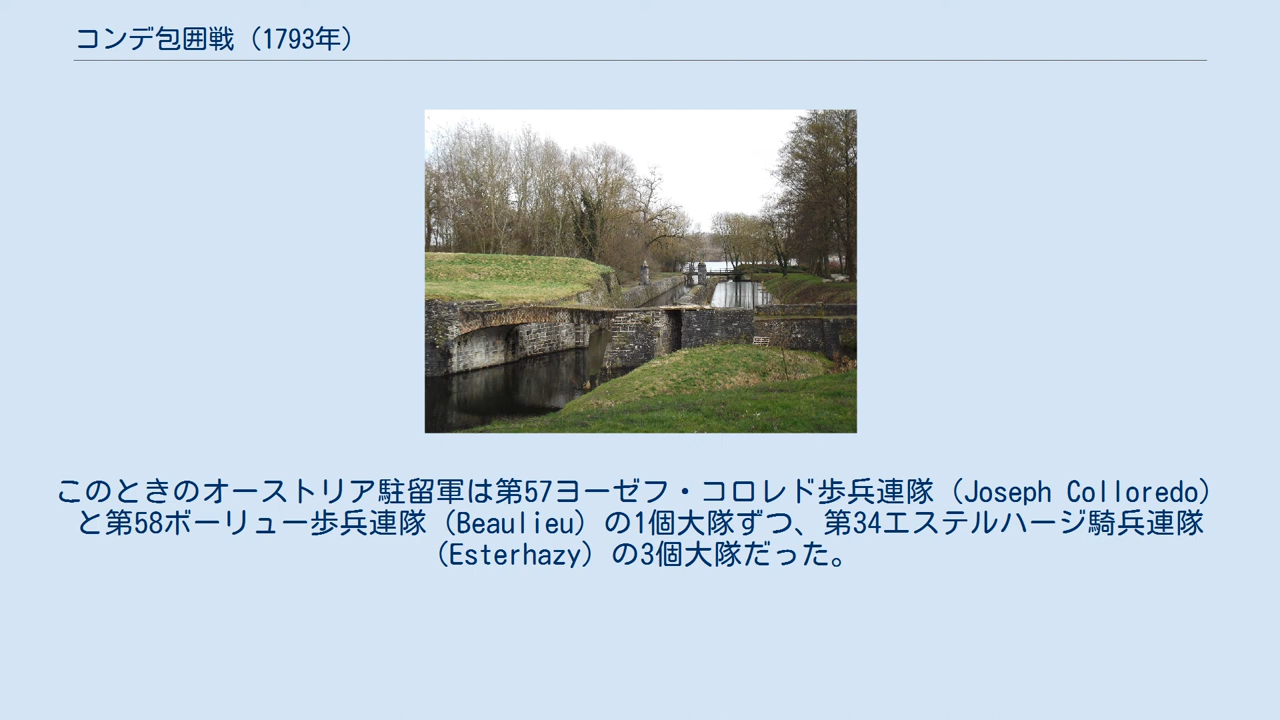 コンデ包囲戦（1793年）
このときのオーストリア駐留軍は第57ヨーゼフ・コロレド歩兵連隊（Joseph Colloredo）
と第58ボーリュー歩兵連隊（Beaulieu）の1個大隊ずつ、第34エステルハージ騎兵連隊
（Esterhazy）の3個大隊だった。